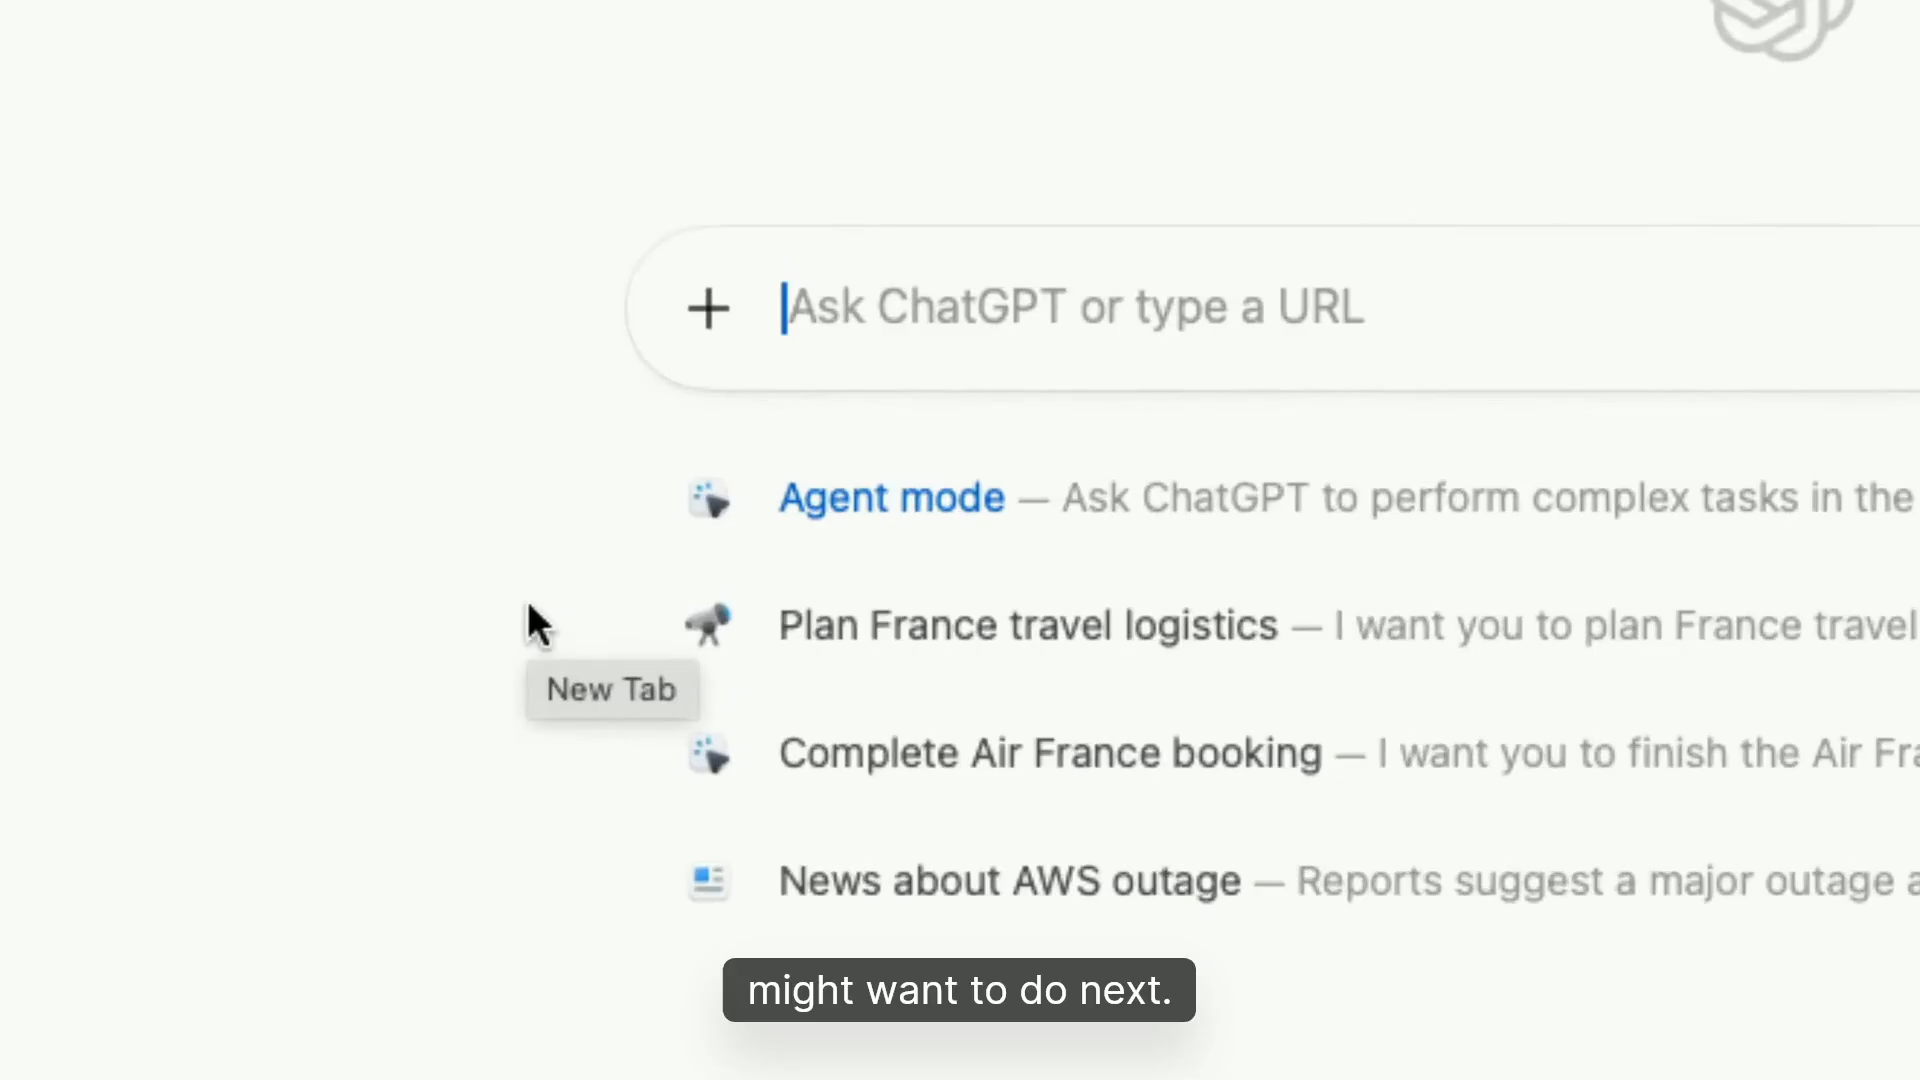 Ask ChatGPT or type a URL
Agent mode — Ask ChatGPT to perform complex tasks in the
Plan France travel logistics — I want you to plan France travel
New Tab
Complete Air France booking — I want you to finish the Air Fra
News about AWS outage — Reports suggest a major outage a
might want to do next.